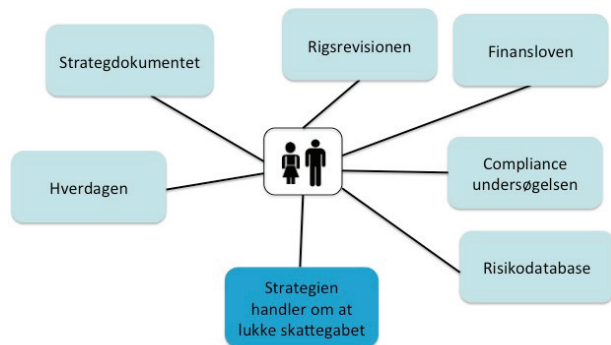 Strategdokumentet
Rigsrevisionen
Finansloven
Hverdagen
Compliance
undersøgelsen
Strategien
handler om at
lukke skattegabet
Risikodatabase